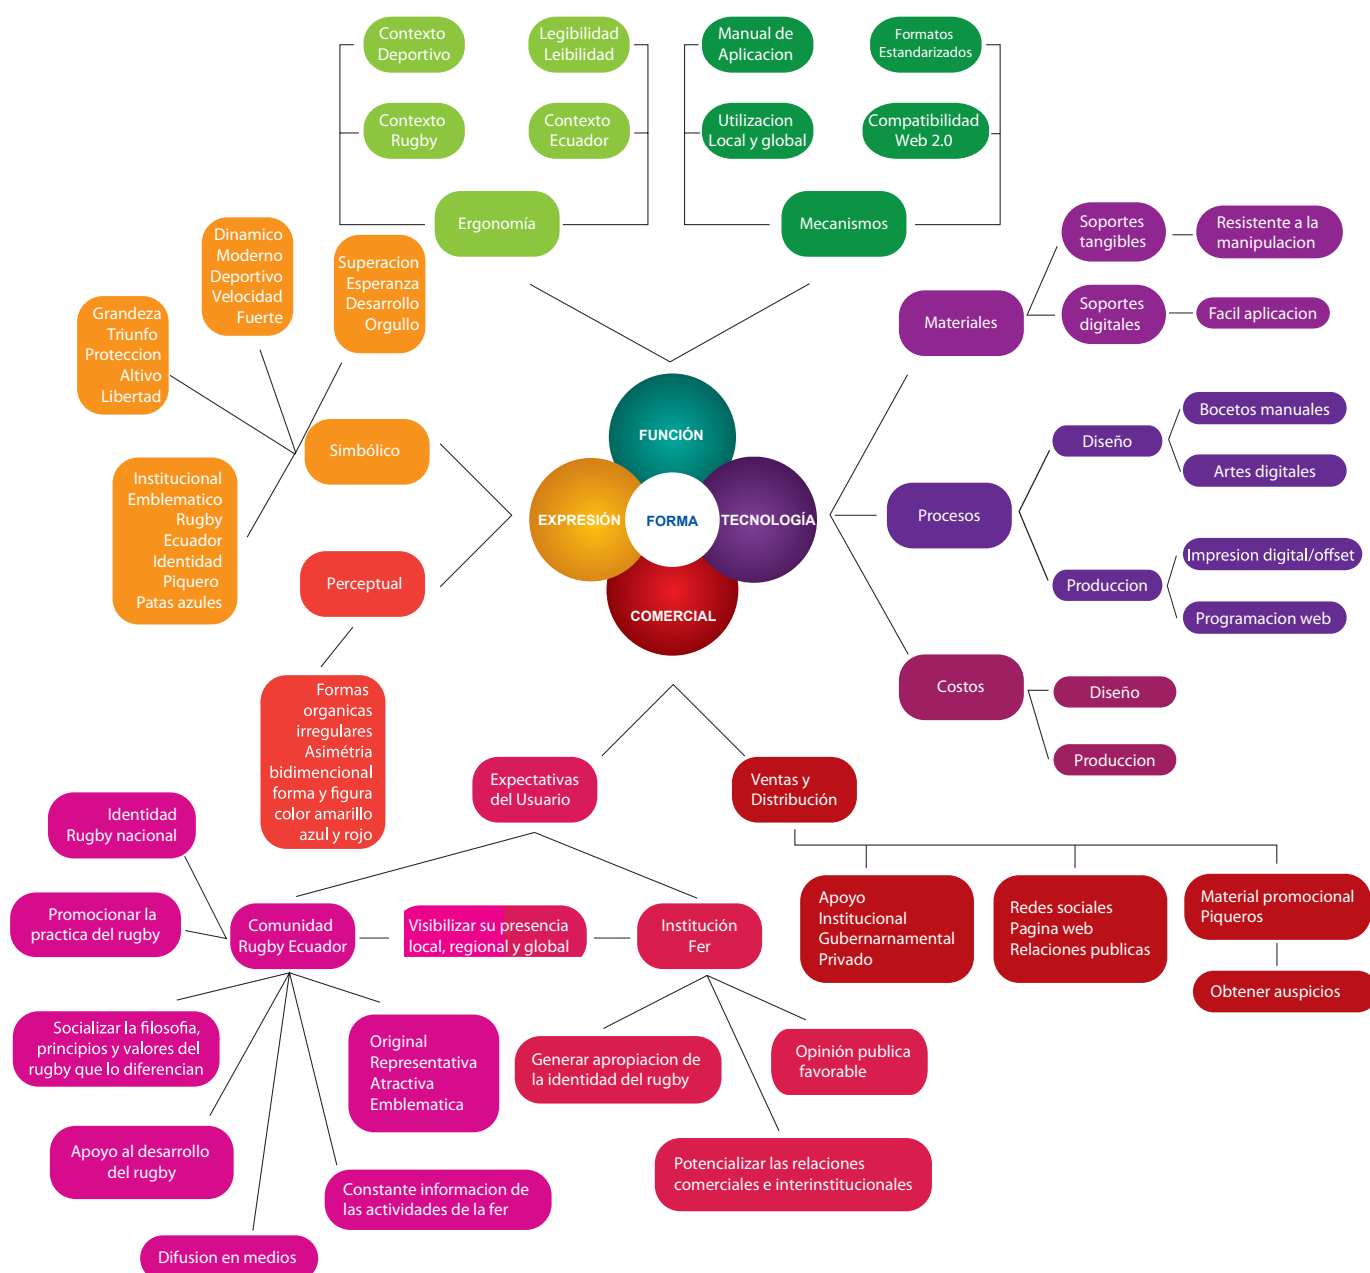 Contexto
Deportivo
Legibilidad
Leibilidad
Manual de
Aplicacion
Formatos
Estandarizados
Contexto
Rugby
Contexto
Ecuador
Utilizacion
Local y global
Compatibilidad
Web 2.0
Ergonomía
Mecanismos
Soportes
tangibles
Resistente a la
manipulacion
Dinamico
Moderno
Deportivo
Velocidad
Fuerte
Superacion
Esperanza
Desarrollo
Orgullo
Grandeza
Triunfo
Proteccion
Altivo
Libertad
Materiales
Soportes
digitales
Facil aplicacion
Simbólico
FUNCIÓN
EXPRESIÓN
FORMA
TECNOLOGÍA
COMERCIAL
Diseño
Bocetos manuales
Artes digitales
Procesos
Institucional
Emblematico
Rugby
Ecuador
Identidad
Piquero
Patas azules
Perceptual
Produccion
Impresion digital/offset
Programacion web
Costos
Diseño
Produccion
Formas
organicas
irregulares
Asimétria
bidimencional
forma y figura
color amarillo
azul y rojo
Expectativas
del Usuario
Ventas y
Distribución
Identidad
Rugby nacional
Promocionar la
practica del rugby
Comunidad
Rugby Ecuador
Visibilizar su presencia
local, regional y global
Institución
Fer
Apoyo
Institucional
Gubernarnamental
Privado
Redes sociales
Pagina web
Relaciones publicas
Material promocional
Piqueros
Obtener auspicios
Socializar la filosofia,
principios y valores del
rugby que lo diferencian
Original
Representativa
Atractiva
Emblematica
Generar apropiacion de
la identidad del rugby
Opinión publica
favorable
Apoyo al desarrollo
del rugby
Constante informacion de
las actividades de la fer
Potencializar las relaciones
comerciales e interinstitucionales
Difusion en medios